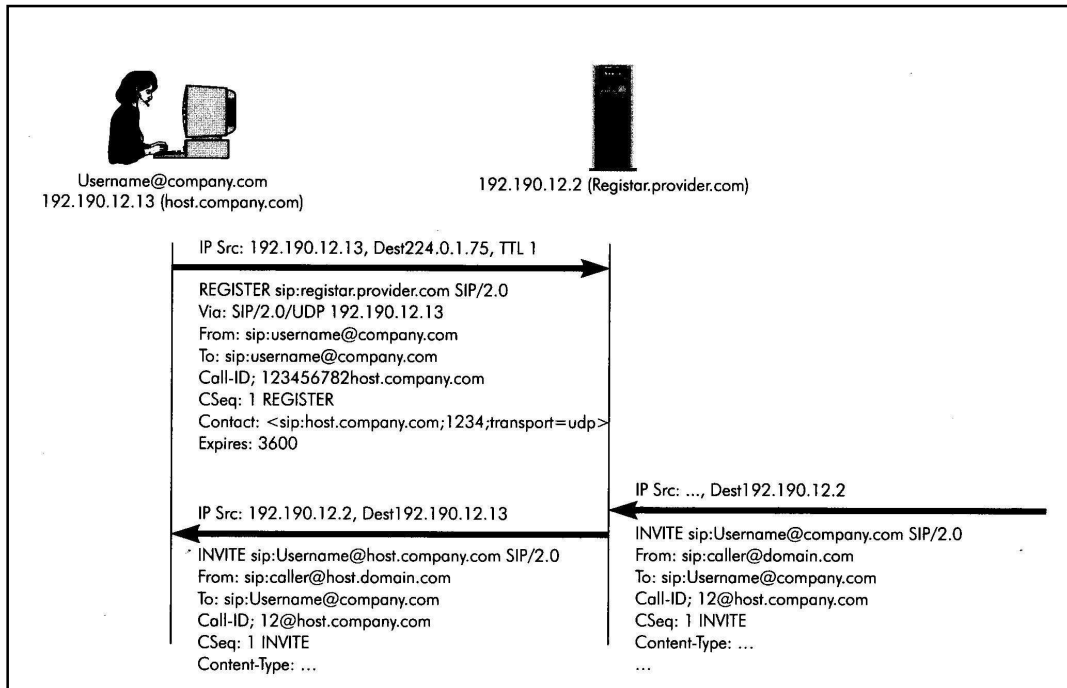 Username@company.com
192.190.12.13 (host.company.com)
192.190.12.2 (Registar.provider.com)
IP Src: 192.190.12.13, Dest224.0.1.75, TTL 1
REGISTER sip:registar.provider.com SIP/2.0
Via: SIP/2.0/UDP 192.190.12.13
From: sip:username@company.com
To: sip:username@company.com
Call-ID; 123456782host.company.com
CSeq: 1 REGISTER
Contact: <sip:host.company.com;1234;transport=udp>
Expires: 3600
IP Src: ..., Dest192.190.12.2
INVITE sip:Username@company.com SIP/2.0
From: sip:caller@domain.com
To: sip:Username@company.com
Call-ID; 12@host.company.com
CSeq: 1 INVITE
Content-Type: ...
...
IP Src: 192.190.12.2, Dest192.190.12.13
INVITE sip:Username@host.company.com SIP/2.0
From: sip:caller@host.domain.com
To: sip:Username@company.com
Call-ID; 12@host.company.com
CSeq: 1 INVITE
Content-Type: ...